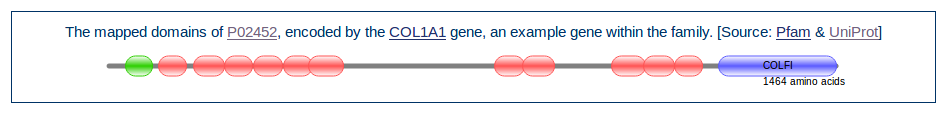 The mapped domains of P02452, encoded by the COL1A1 gene, an example gene within the family. [Source: Pfam & UniProt]
COLFI
1464 amino acids